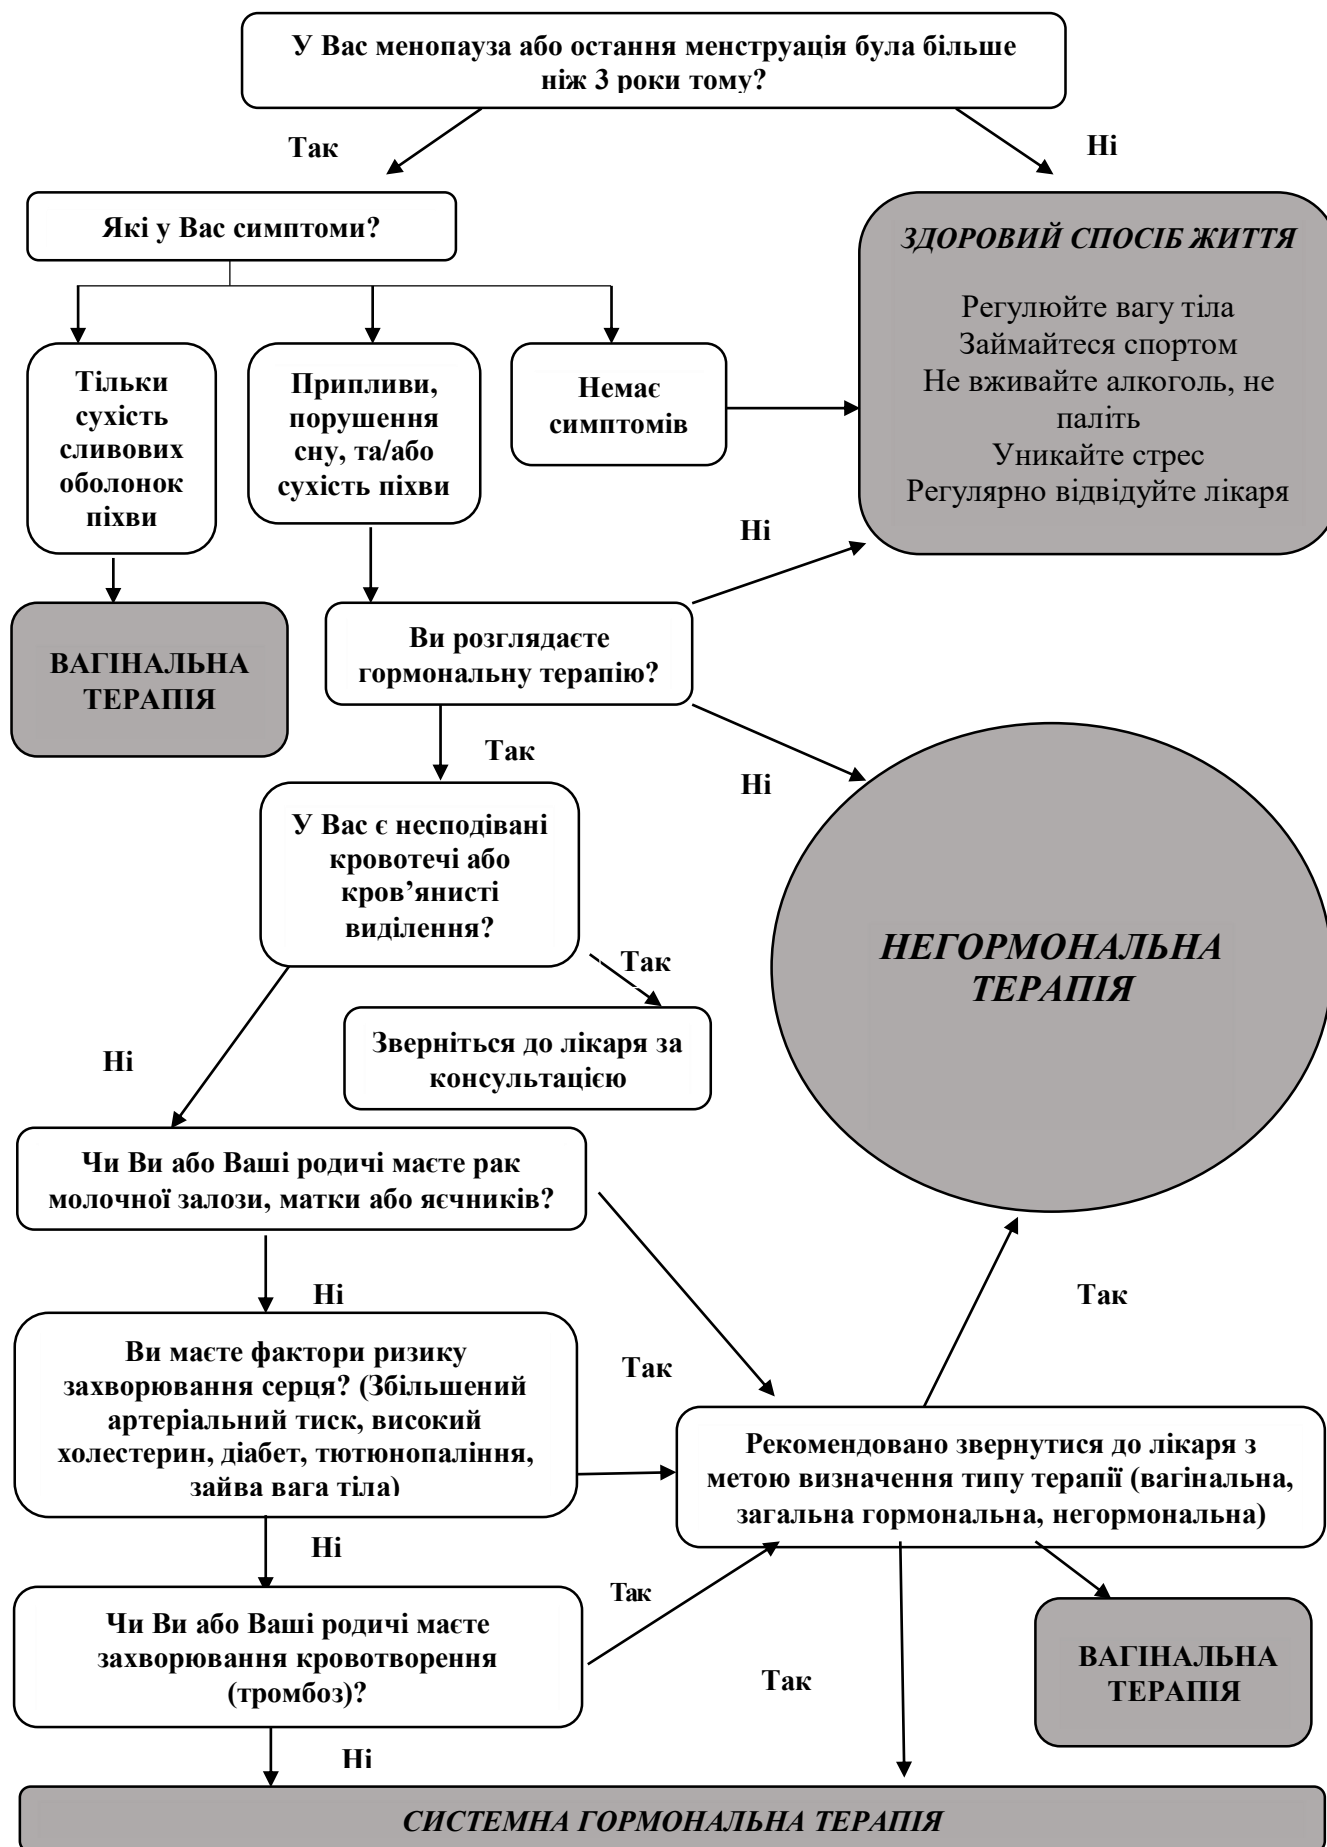 У Вас менопауза або остання менструація була більше
ніж 3 роки тому?
Так
Ні
Які у Вас симптоми?
ЗДОРОВИЙ СПОСІБ ЖИТТЯ
Регулюйте вагу тіла
Займайтеся спортом
Не вживайте алкоголь, не
паліть
Уникайте стрес
Регулярно відвідуйте лікаря
Тільки
сухість
сливових
оболонок
піхви
Припливи,
порушення
сну, та/або
сухість піхви
Немає
симптомів
Ні
ВАГІНАЛЬНА
ТЕРАПІЯ
Ви розглядаєте
гормональну терапію?
Так
Ні
У Вас є несподівані
кровотечі або
кров’янисті
виділення?
НЕГОРМОНАЛЬНА
ТЕРАПІЯ
Так
Зверніться до лікаря за
консультацією
Ні
Чи Ви або Ваші родичі маєте рак
молочної залози, матки або яєчників?
Ні
Так
Так
Ви маєте фактори ризику
захворювання серця? (Збільшений
артеріальний тиск, високий
холестерин, діабет, тютюнопаління,
зайва вага тіла)
Рекомендовано звернутися до лікаря з
метою визначення типу терапії (вагінальна,
загальна гормональна, негормональна)
Ні
Так
Чи Ви або Ваші родичі маєте
захворювання кровотворення
(тромбоз)?
Так
ВАГІНАЛЬНА
ТЕРАПІЯ
Ні
СИСТЕМНА ГОРМОНАЛЬНА ТЕРАПІЯ